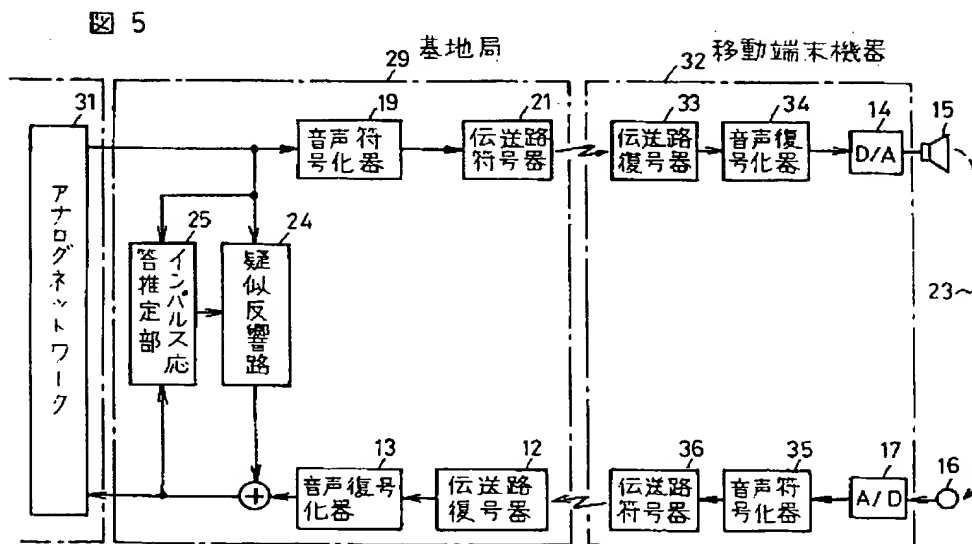 図 5
基地局
29
移動端末機器
32
31
アナログネットワーク
19
音声符
号化器
21
伝送路
符号器
33
伝送路
復号器
34
音声復
号化器
14
D/A
15
25
インパルス応
答推定部
24
疑似反響路
23
13
音声復号
化器
12
伝送路
復号器
36
伝送路
符号器
35
音声符
号化器
17
A/D
16